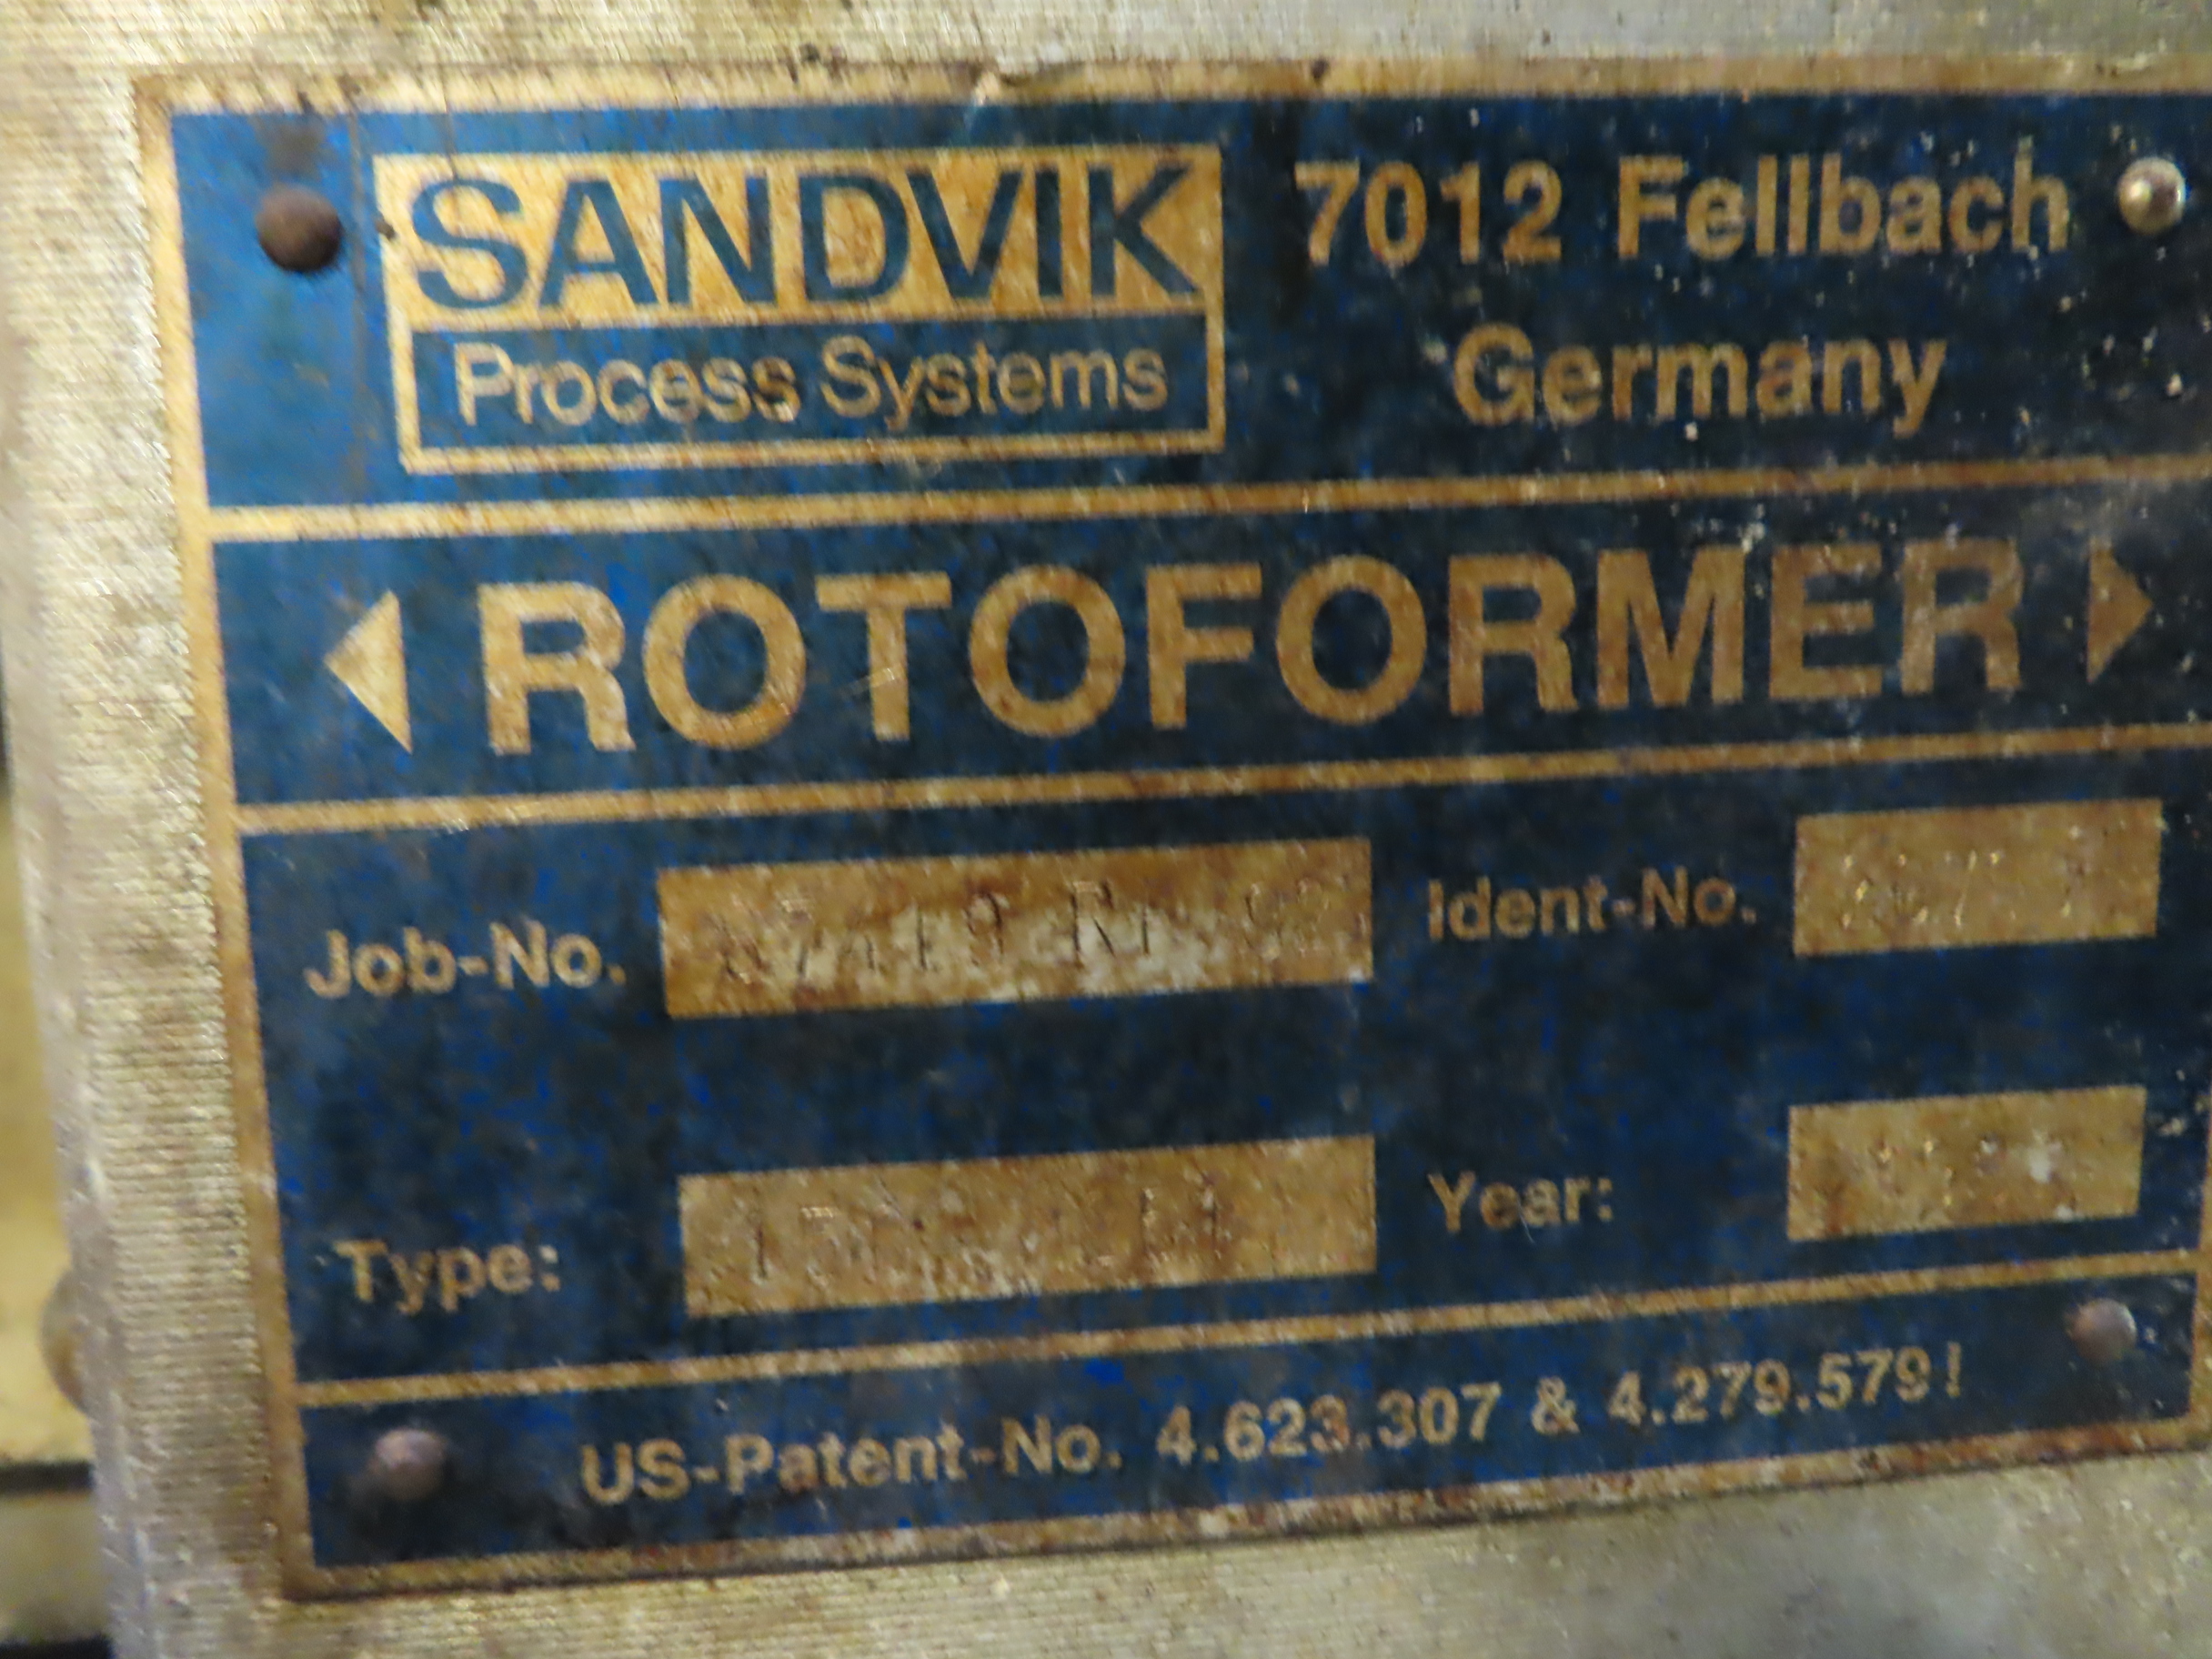 SANDVIK
Process Systems
7012 Fellbach
Germany
ROTOFORMER
Job-No.
Ident-No.
Type:
Year:
US-Patent-No. 4.623.307 & 4.279.579!